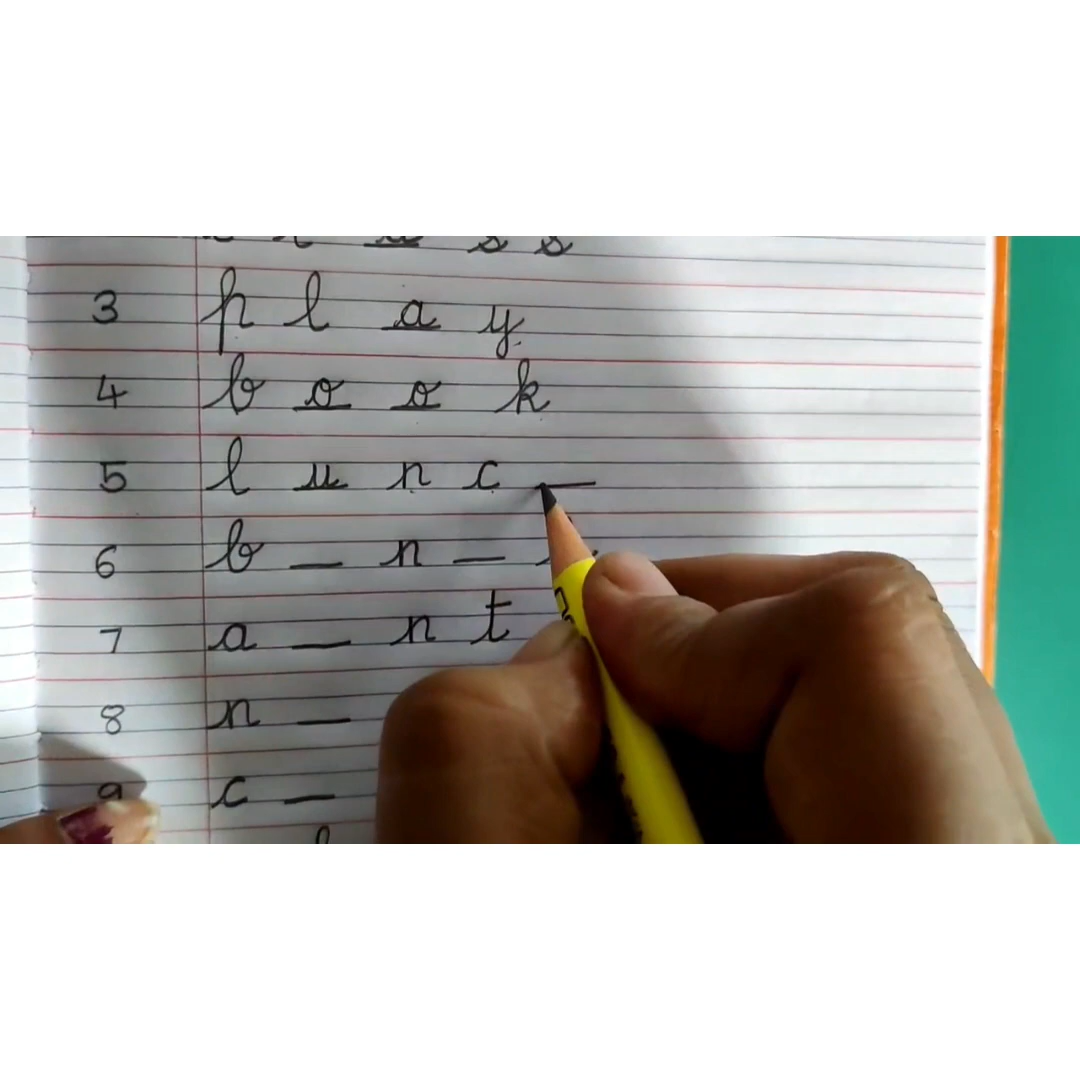 3 p l a y
4 b o o k
5 l u n c _
6 b _ n _
7 a _ n t
8 n _
9 c _